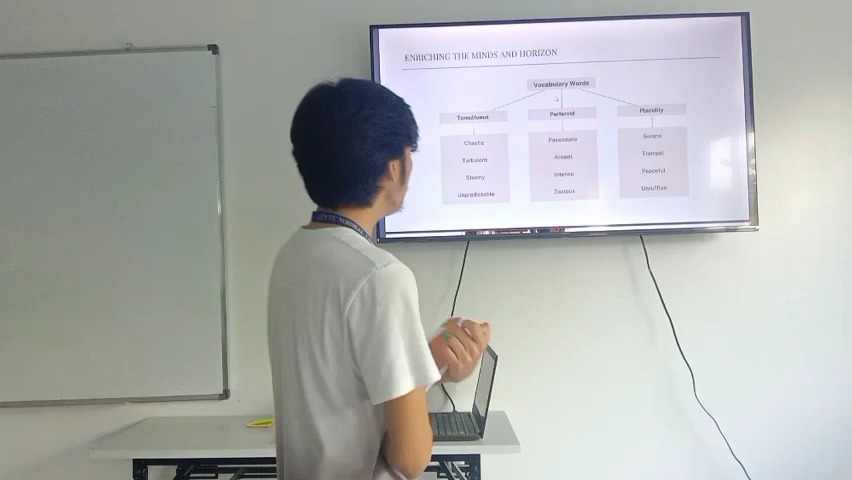 ENRICHING THE MINDS AND HORIZON
Vocabulary Words
Tumultuous
Perfervid
Placidity
Chaotic
Turbulent
Stormy
Unpredictable
Passionate
Ardent
Intense
Zealous
Serene
Tranquil
Peaceful
Unruffled